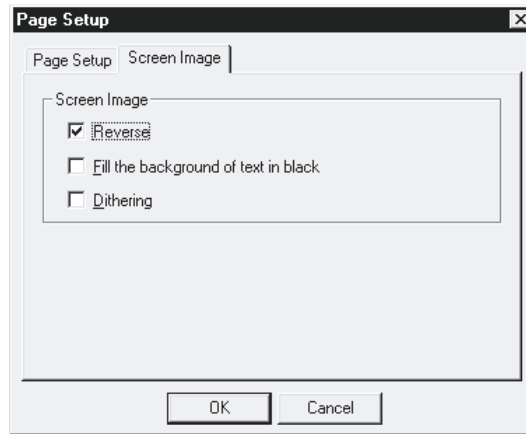 Page Setup
Page Setup Screen Image
Screen Image
Reverse
Fill the background of text in black
Dithering
OK Cancel